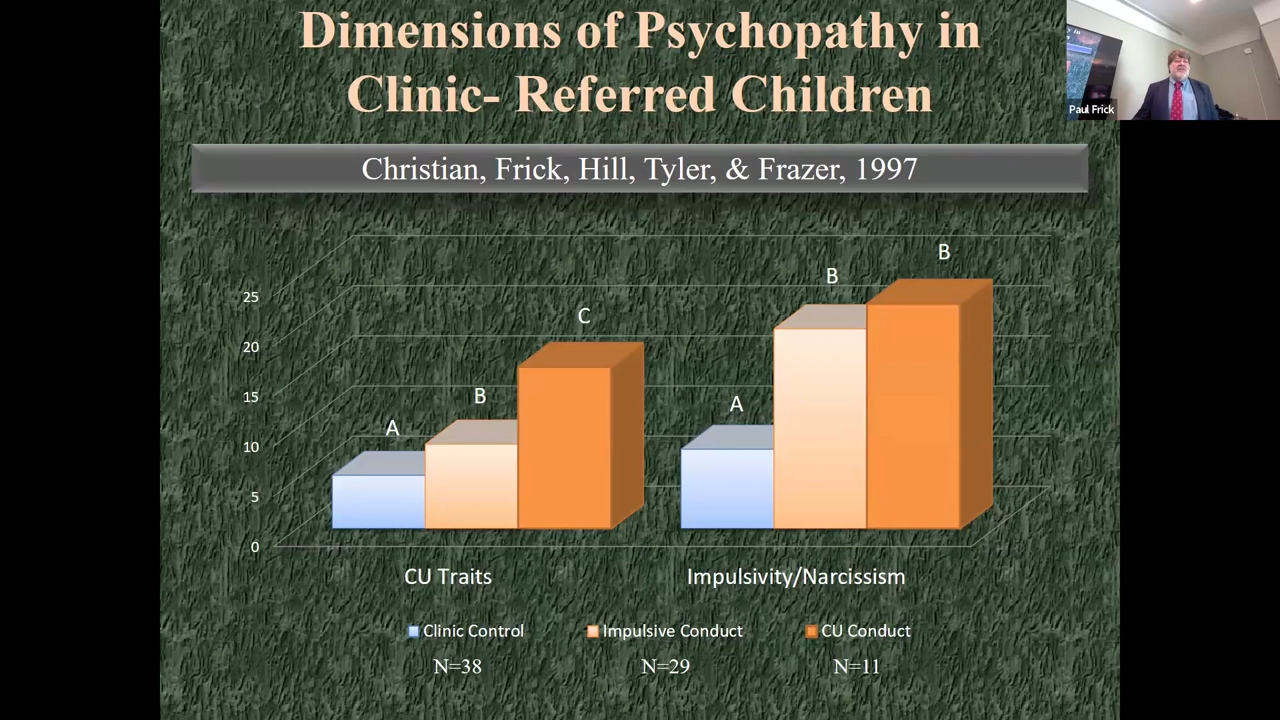 Dimensions of Psychopathy in
Clinic- Referred Children
Paul Frick
Christian, Frick, Hill, Tyler, & Frazer, 1997
B
B
25
C
20
B
A
15
A
10
5
0
CU Traits
Impulsivity/Narcissism
Clinic Control
Impulsive Conduct
CU Conduct
N=38
N=29
N=11